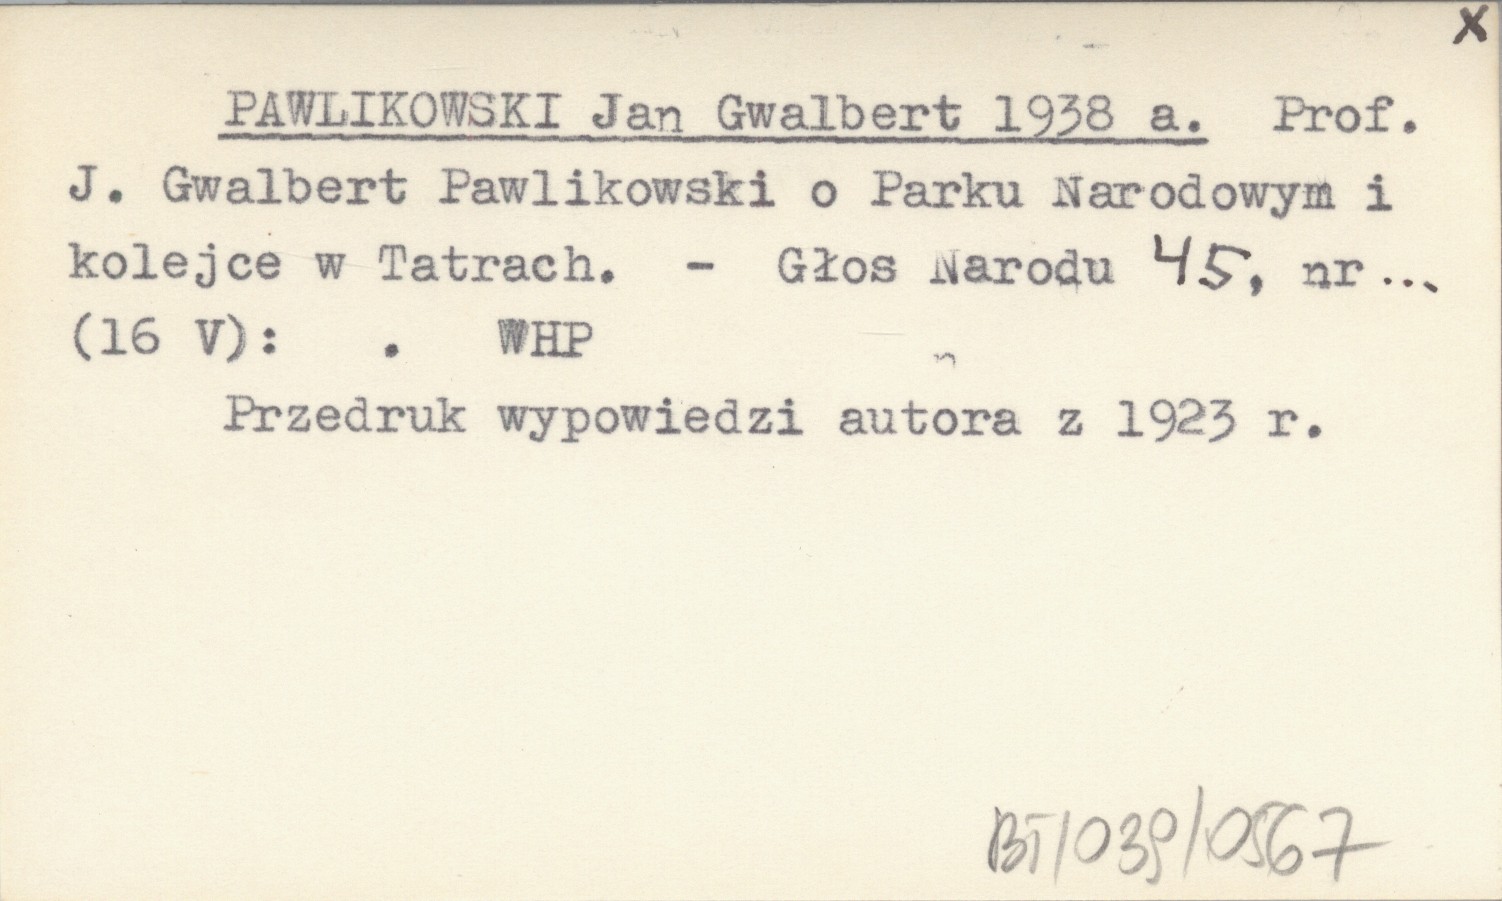 x
PAWLIKOWSKI Jan Gwalbert 1938 a. Prof.
J. Gwalbert Pawlikowski o Parku Narodowym i
kolejce w Tatrach. - Głos Narodu 45, nr ...
(16 V): . WHP
Przedruk wypowiedzi autora z 1923 r.
BT/039/0567